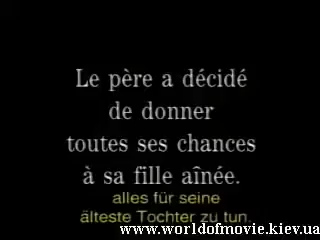 Le père a décidé
de donner
toutes ses chances
à sa fille aînée.
alles für seine
älteste Tochter zu tun.
www.worldofmovie.kiev.ua